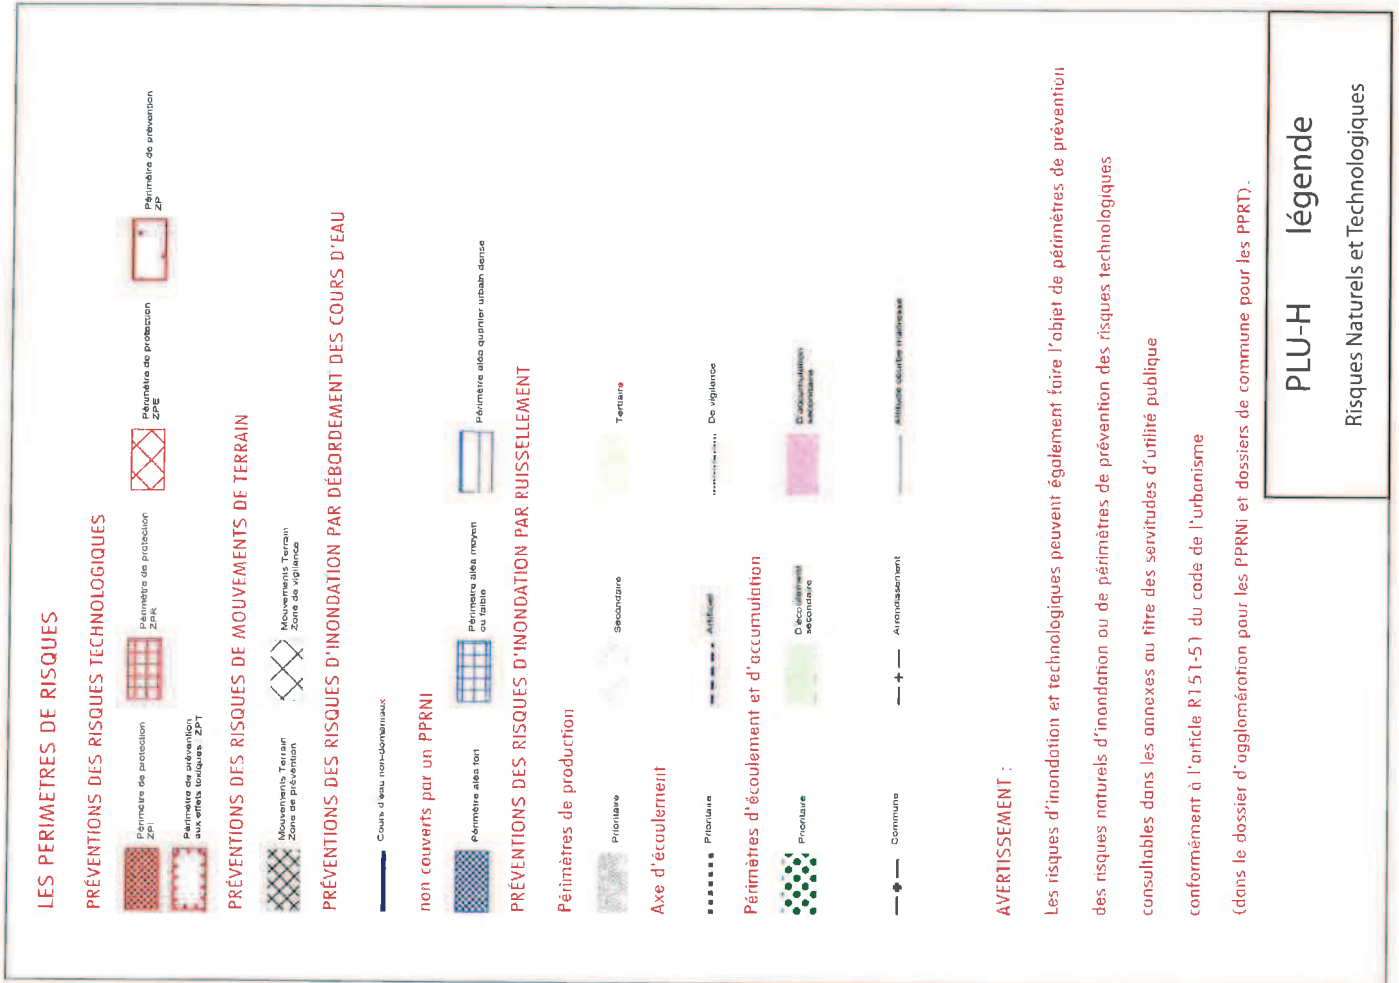 LES PERIMETRES DE RISQUES
PRÉVENTIONS DES RISQUES TECHNOLOGIQUES
Périmètre de protection
ZPI
Périmètre de protection
ZPR
Périmètre de protection
ZPE
Périmètre de prévention
ZP
Périmètre de prévention
aux effets toxiques : ZPT
PRÉVENTIONS DES RISQUES DE MOUVEMENTS DE TERRAIN
Mouvements Terrain
Zone de prévention
Mouvements Terrain
Zone de vigilance
PRÉVENTIONS DES RISQUES D'INONDATION PAR DÉBORDEMENT DES COURS D'EAU
Cours d'eau non-domaniaux
non couverts par un PPRNI
Périmètre aléa fort
Périmètre aléa moyen
ou faible
Périmètre aléa quartier urbain dense
PRÉVENTIONS DES RISQUES D'INONDATION PAR RUISSELLEMENT
Périmètres de production
Prioritaire
Secondaire
Tertiaire
Axe d'écoulement
Prioritaire
Artificiel
De vigilance
Périmètres d'écoulement et d'accumulation
Prioritaire
D'écoulement
secondaire
D'accumulation
secondaire
Commune
Arrondissement
Altitude courbe maîtresse
AVERTISSEMENT :
Les risques d'inondation et technologiques peuvent également faire l'objet de périmètres de prévention
des risques naturels d'inondation ou de périmètres de prévention des risques technologiques
consultables dans les annexes au titre des servitudes d'utilité publique
conformément à l'article R151-51 du code de l'urbanisme
(dans le dossier d'agglomération pour les PPRNi et dossiers de commune pour les PPRT).
PLU-H légende
Risques Naturels et Technologiques